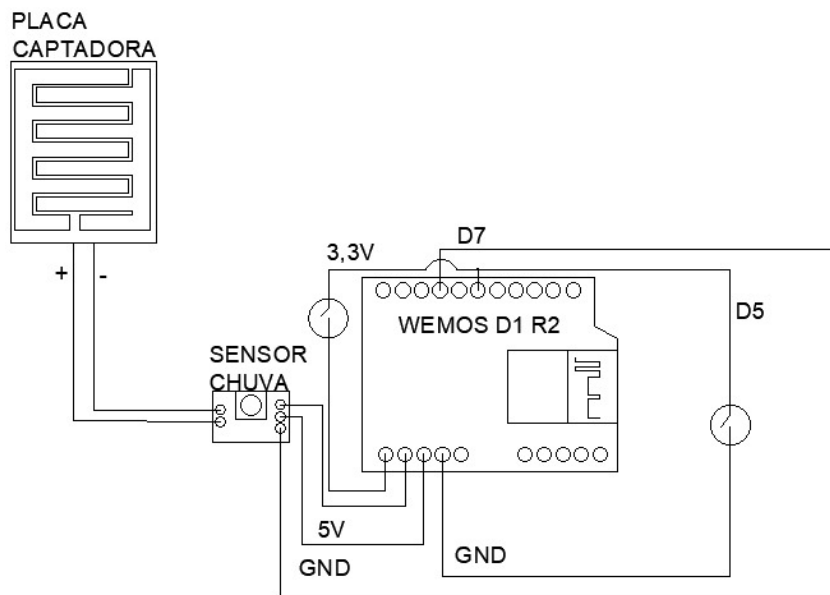 PLACA
CAPTADORA
D7
3,3V
+
-
WEMOS D1 R2
D5
SENSOR
CHUVA
5V
GND
GND